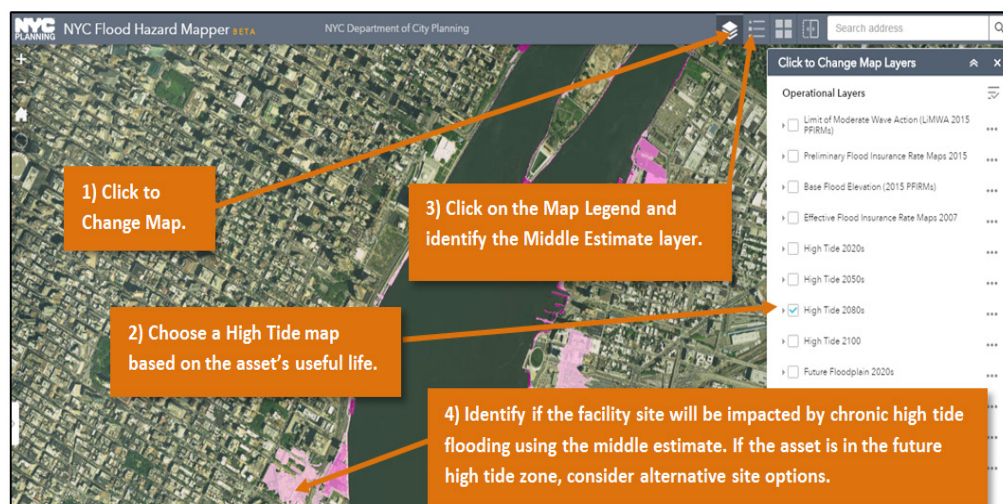 NYC
PLANNING
NYC Flood Hazard Mapper BETA
NYC Department of City Planning
Search address
Click to Change Map Layers
Operational Layers
Limit of Moderate Wave Action (LiMWA 2015
PFIRMs)
Preliminary Flood Insurance Rate Maps 2015
Base Flood Elevation (2015 PFIRMs)
Effective Flood Insurance Rate Maps 2007
High Tide 2020s
High Tide 2050s
High Tide 2080s
High Tide 2100
Future Floodplain 2020s
1) Click to
Change Map.
3) Click on the Map Legend and
identify the Middle Estimate layer.
2) Choose a High Tide map
based on the asset’s useful life.
4) Identify if the facility site will be impacted by chronic high tide
flooding using the middle estimate. If the asset is in the future
high tide zone, consider alternative site options.